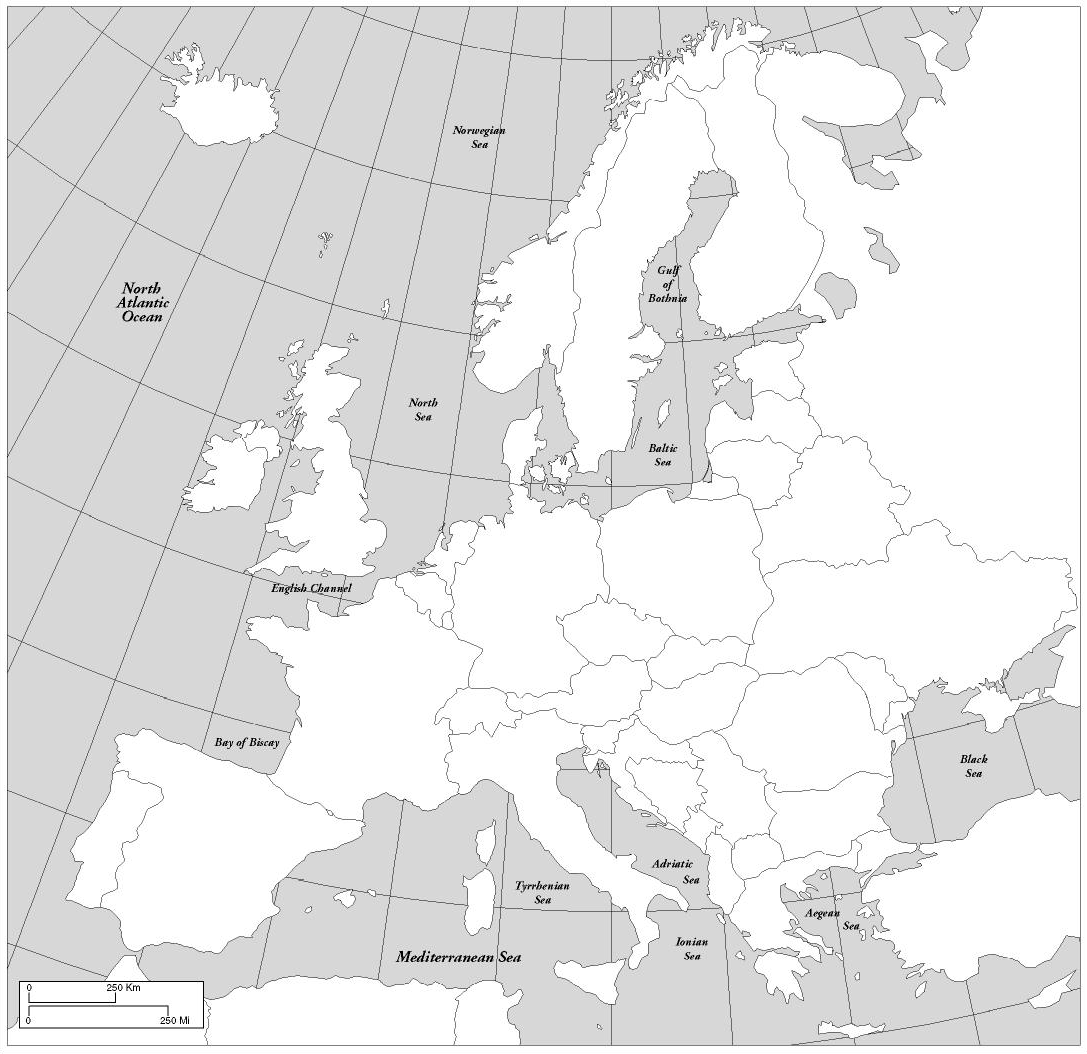 Norwegian
Sea
Gulf
of
Bothnia
North
Atlantic
Ocean
North
Sea
Baltic
Sea
English Channel
Bay of Biscay
Black
Sea
Adriatic
Sea
Tyrrhenian
Sea
Aegean
Sea
Ionian
Sea
Mediterranean Sea
0 250 Km
0 250 Mi